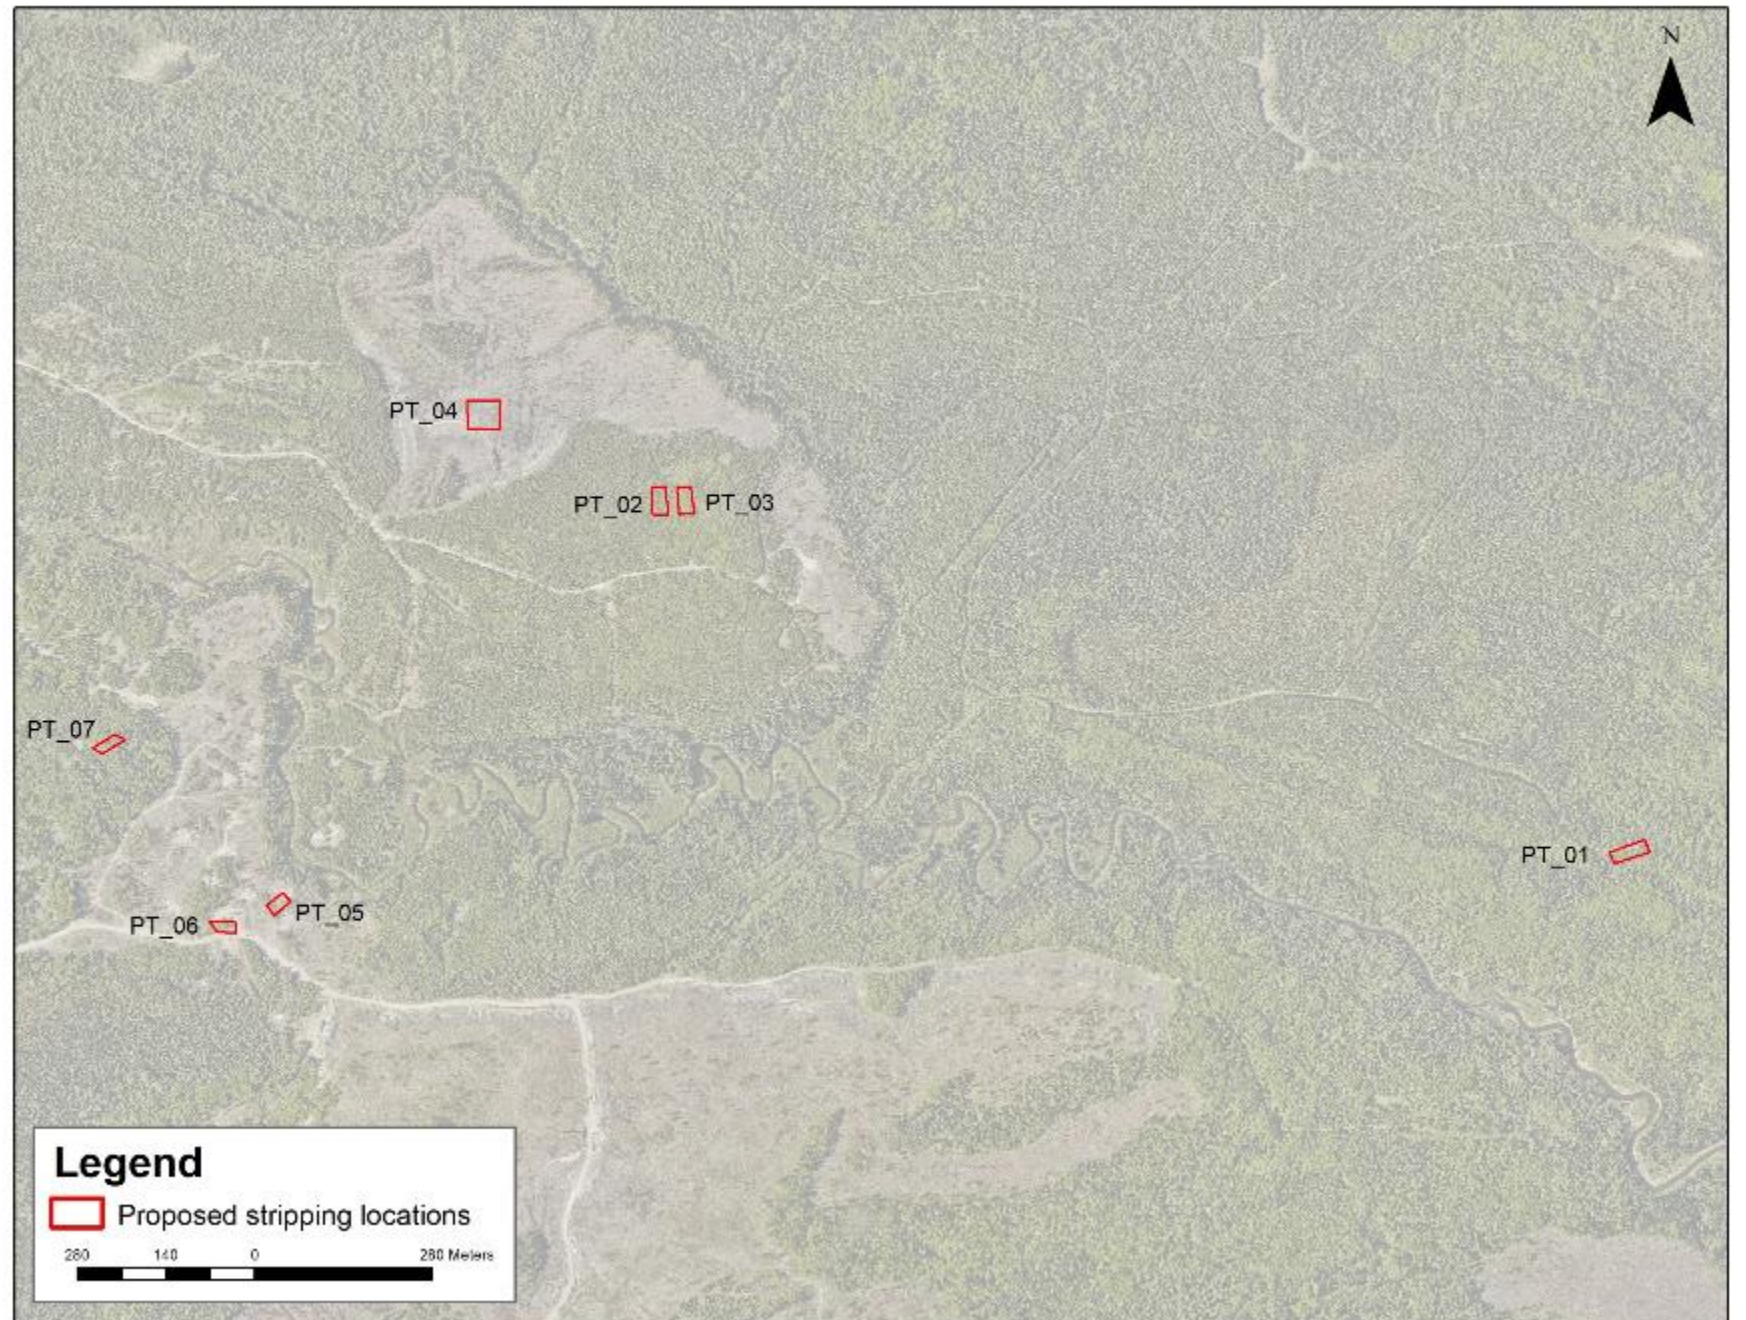 N
PT_04
PT_02
PT_03
PT_07
PT_01
PT_05
PT_06
Legend
Proposed stripping locations
280 140 0 280 Meters